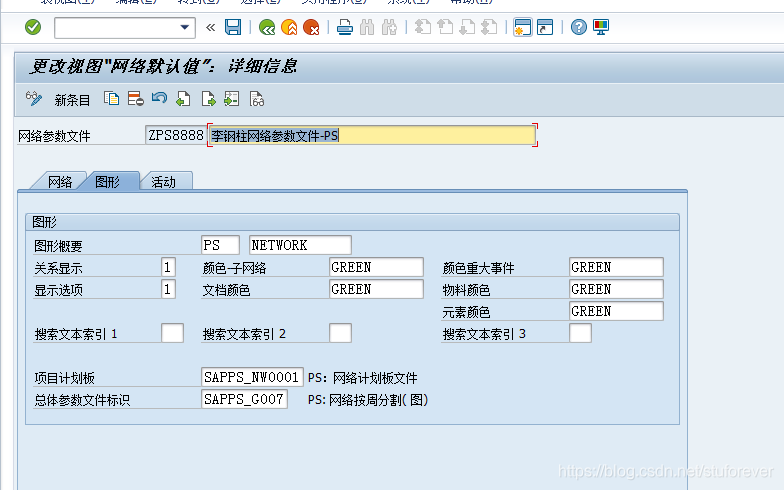 更改视图"网络默认值": 详细信息
新条目
网络参数文件 ZPS8888 李钢柱网络参数文件-PS
网络 图形 活动
图形
图形概要 PS NETWORK
关系显示 1 颜色-子网络 GREEN 颜色重大事件 GREEN
显示选项 1 文档颜色 GREEN 物料颜色 GREEN
元素颜色 GREEN
搜索文本索引 1 搜索文本索引 2 搜索文本索引 3
项目计划板 SAPPS_NW0001 PS: 网络计划板文件
总体参数文件标识 SAPPS_G007 PS: 网络按周分割(图)
https://blog.csdn.net/stuforever